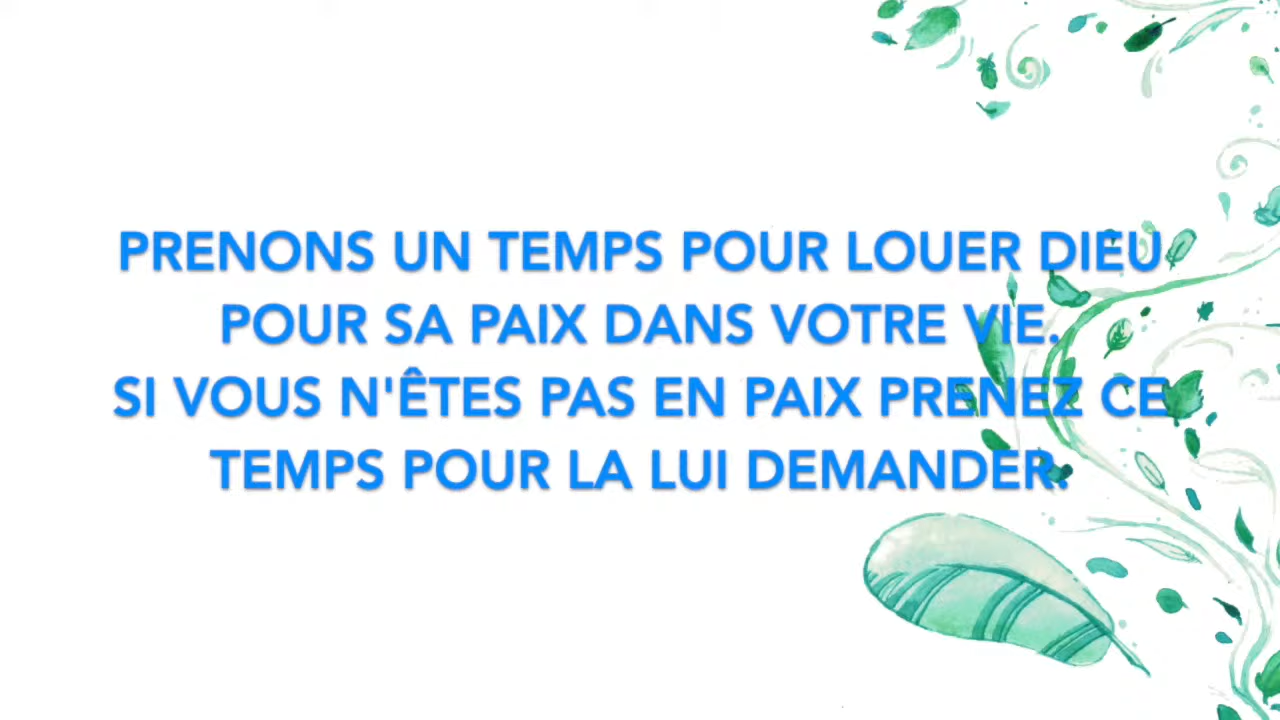 PRENONS UN TEMPS POUR LOUER DIEU
POUR SA PAIX DANS VOTRE VIE.
SI VOUS N'ÊTES PAS EN PAIX PRENEZ CE
TEMPS POUR LA LUI DEMANDER.